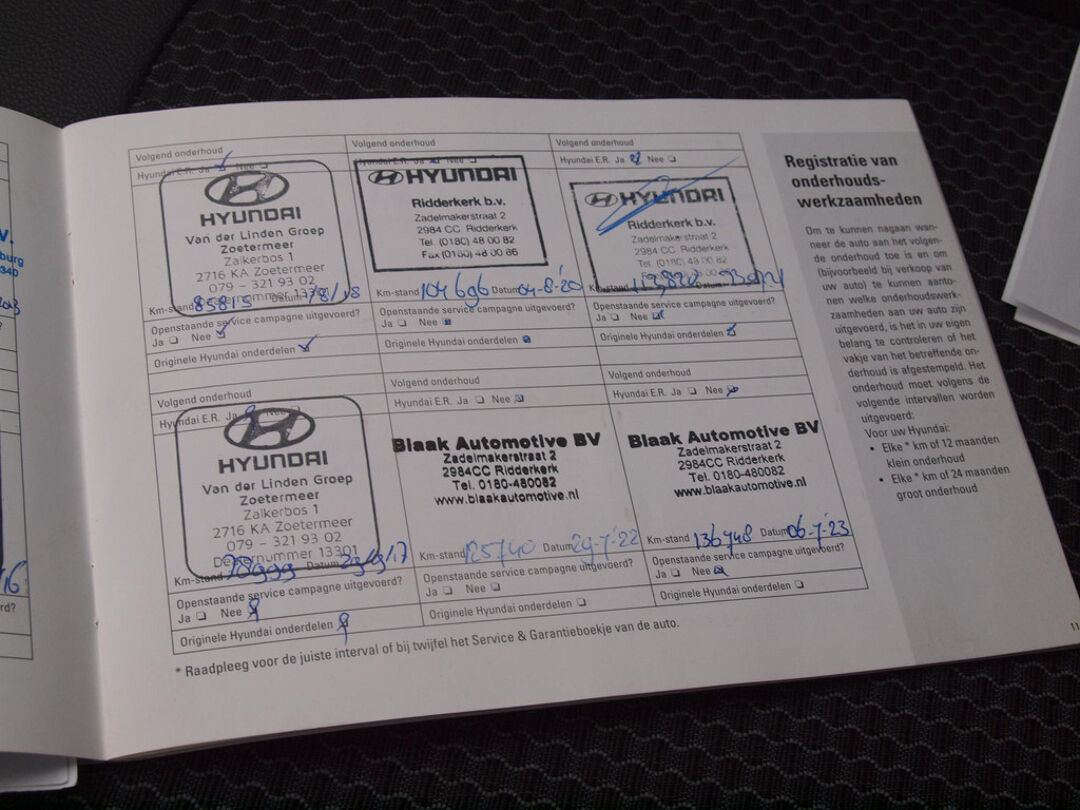 Volgend onderhoud
Hyundai E.R. Ja Nee
HYUNDAI
Van der Linden Groep
Zoetermeer
Zalkerbos 1
2716 KA Zoetermeer
079 - 321 93 02
Km-stand 85815 Datum
Openstaande service campagne uitgevoerd?
Ja Nee
Originele Hyundai onderdelen
Volgend onderhoud
Hyundai E.R. Ja Nee
HYUNDAI
Ridderkerk b.v.
Zadelmakerstraat 2
2984 CC Ridderkerk
Tel. (0180) 48 00 82
Fax (0180) 48 00 86
Km-stand 104696 Datum 04-8-'20
Openstaande service campagne uitgevoerd?
Ja Nee
Originele Hyundai onderdelen
Volgend onderhoud
Hyundai E.R. Ja Nee
HYUNDAI
Ridderkerk b.v.
Zadelmakerstraat 2
2984 CC Ridderkerk
Tel. (0180) 48 00 82
Openstaande service campagne uitgevoerd?
Ja Nee
Originele Hyundai onderdelen
Volgend onderhoud
Hyundai E.R. Ja Nee
HYUNDAI
Van der Linden Groep
Zoetermeer
Zalkerbos 1
2716 KA Zoetermeer
079 - 321 93 02
Dealernummer 13301
Km-stand Datum
Openstaande service campagne uitgevoerd?
Ja Nee
Originele Hyundai onderdelen
Volgend onderhoud
Hyundai E.R. Ja Nee
Blaak Automotive BV
Zadelmakerstraat 2
2984CC Ridderkerk
Tel. 0180-480082
www.blaakautomotive.nl
Km-stand 125740 Datum 29-7-'22
Openstaande service campagne uitgevoerd?
Ja Nee
Originele Hyundai onderdelen
Volgend onderhoud
Hyundai E.R. Ja Nee
Blaak Automotive BV
Zadelmakerstraat 2
2984CC Ridderkerk
Tel. 0180-480082
www.blaakautomotive.nl
Km-stand 136948 Datum 06-7-'23
Openstaande service campagne uitgevoerd?
Ja Nee
Originele Hyundai onderdelen
* Raadpleeg voor de juiste interval of bij twijfel het Service & Garantieboekje van de auto.
Registratie van
onderhouds-
werkzaamheden
Om te kunnen nagaan wan-
neer de auto aan het volgen-
de onderhoud toe is en om
(bijvoorbeeld bij verkoop van
uw auto) te kunnen aanto-
nen welke onderhoudswerk-
zaamheden aan uw auto zijn
uitgevoerd, is het in uw eigen
belang te controleren of het
vakje van het betreffende on-
derhoud is afgestempeld. Het
onderhoud moet volgens de
volgende intervallen worden
uitgevoerd:
Voor uw Hyundai:
• Elke * km of 12 maanden
klein onderhoud
• Elke * km of 24 maanden
groot onderhoud
11